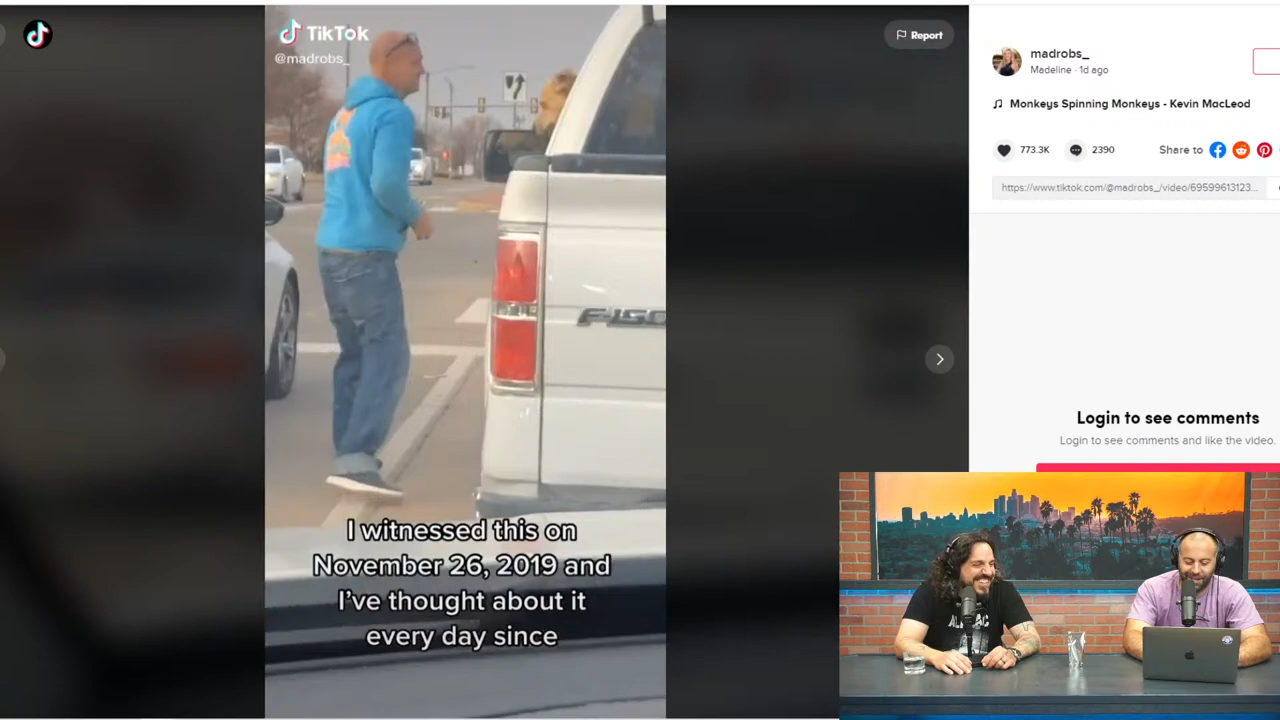 TikTok
@madrobs_
Report
madrobs_
Madeline · 1d ago
Monkeys Spinning Monkeys - Kevin MacLeod
773.3K
2390
Share to
https://www.tiktok.com/@madrobs_/video/69599613123...
F150
I witnessed this on
November 26, 2019 and
I've thought about it
every day since
Login to see comments
Login to see comments and like the video.